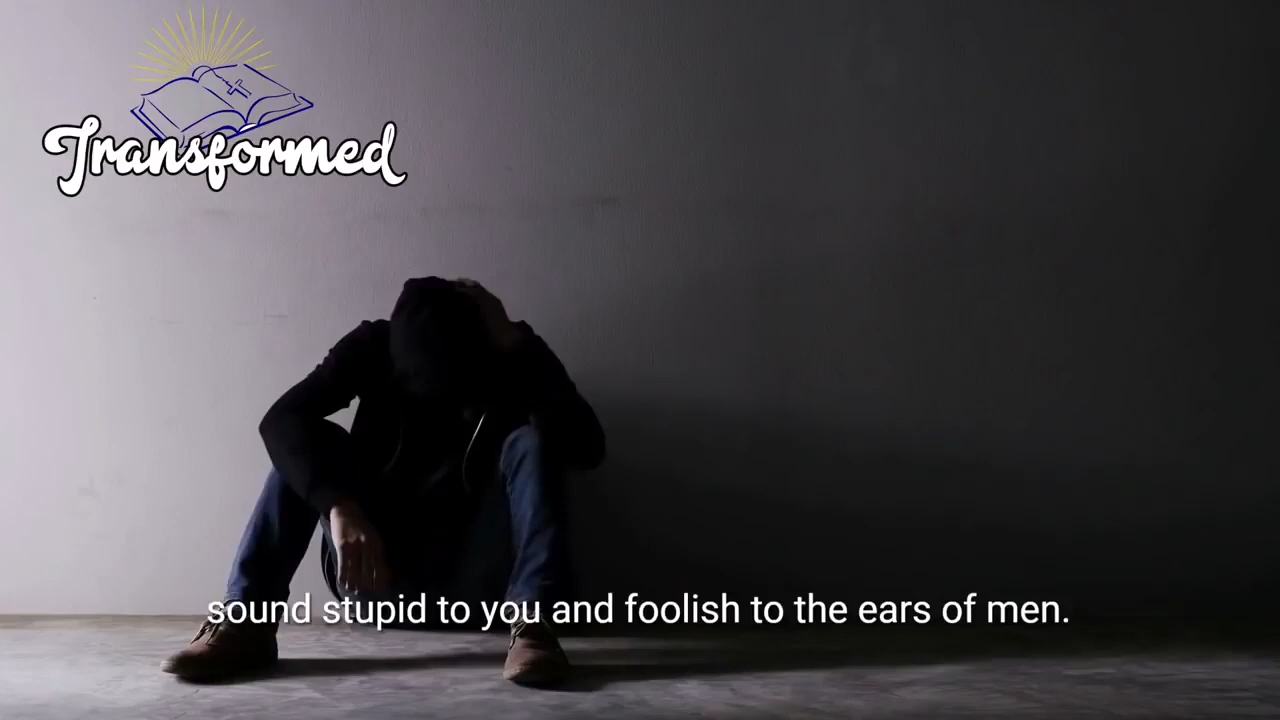 Transformed
sound stupid to you and foolish to the ears of men.